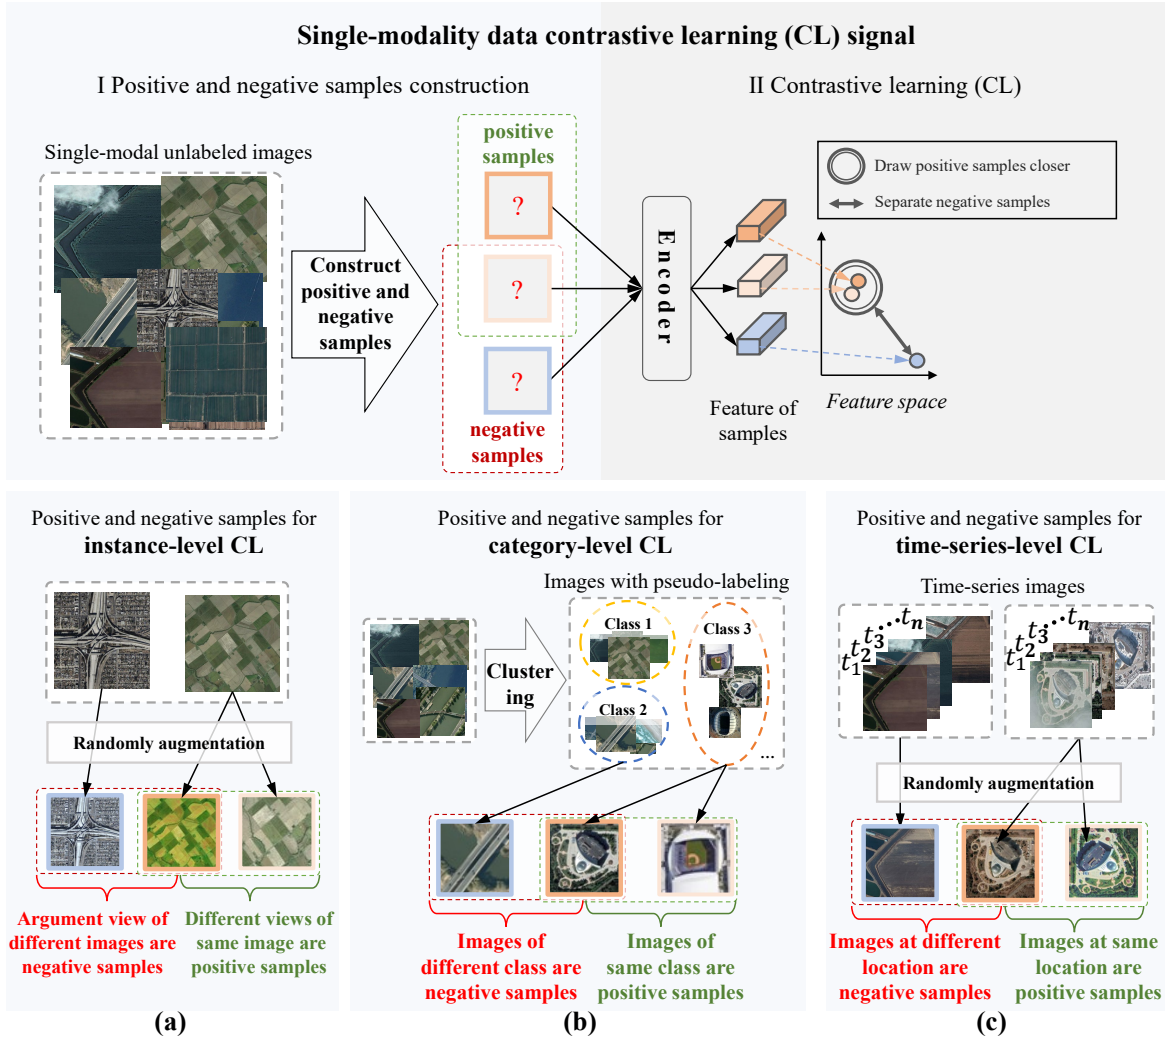 Single-modality data contrastive learning (CL) signal
I Positive and negative samples construction
II Contrastive learning (CL)
Single-modal unlabeled images
positive
samples
?
?
?
negative
samples
Construct
positive and
negative
samples
Encoder
Feature of
samples
Draw positive samples closer
Separate negative samples
Feature space
Positive and negative samples for
instance-level CL
Randomly augmentation
Argument view of
different images are
negative samples
Different views of
same image are
positive samples
(a)
Positive and negative samples for
category-level CL
Images with pseudo-labeling
Cluster
ing
Class 1
Class 2
Class 3
...
Images of
different class are
negative samples
Images of
same class are
positive samples
(b)
Positive and negative samples for
time-series-level CL
Time-series images
t1 t2 t3 ... tn
t1 t2 t3 ... tn
Randomly augmentation
Images at different
location are
negative samples
Images at same
location are
positive samples
(c)